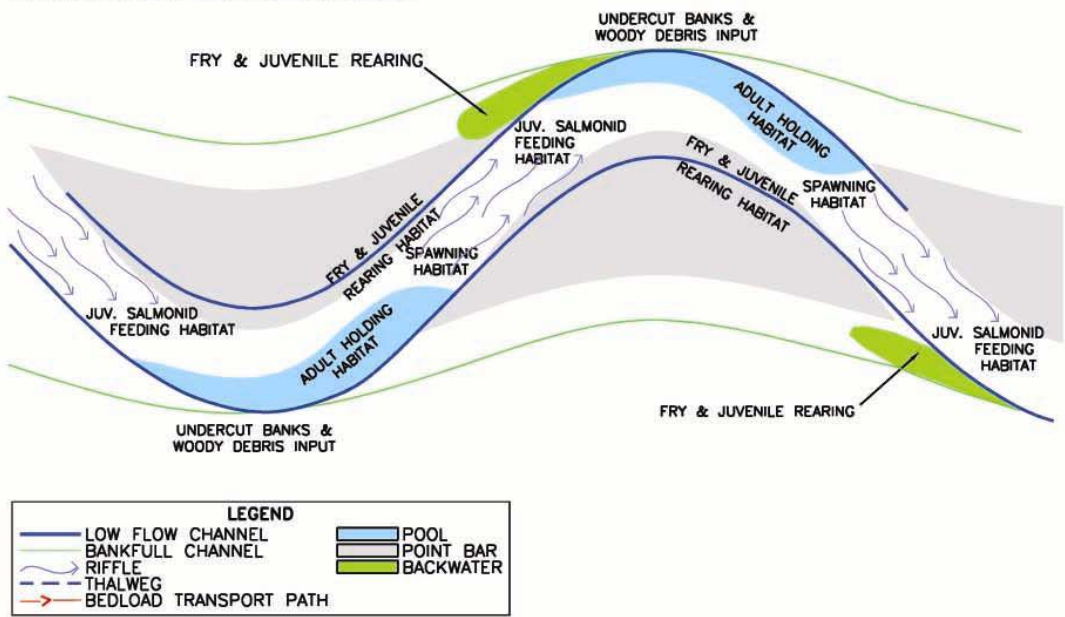 UNDERCUT BANKS &
WOODY DEBRIS INPUT
FRY & JUVENILE REARING
ADULT HOLDING
HABITAT
JUV. SALMONID
FEEDING
HABITAT
FRY & JUVENILE
REARING HABITAT
SPAWNING
HABITAT
FRY & JUVENILE
REARING HABITAT
SPAWNING
HABITAT
JUV. SALMONID
FEEDING HABITAT
ADULT HOLDING
HABITAT
JUV. SALMONID
FEEDING
HABITAT
FRY & JUVENILE REARING
UNDERCUT BANKS &
WOODY DEBRIS INPUT
LEGEND
LOW FLOW CHANNEL
BANKFULL CHANNEL
RIFFLE
THALWEG
BEDLOAD TRANSPORT PATH
POOL
POINT BAR
BACKWATER